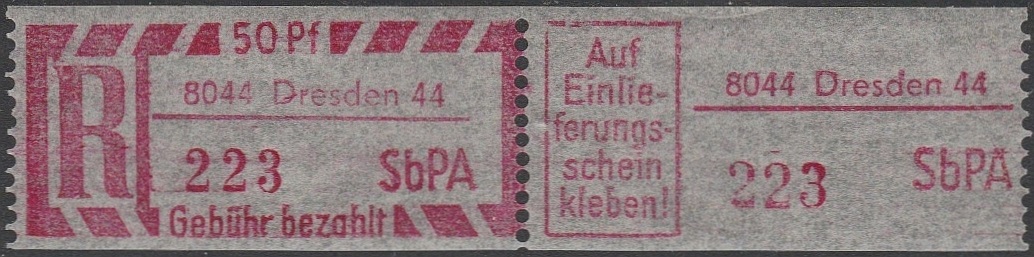 50 Pf
R
8044 Dresden 44
223 SbPA
Gebühr bezahlt
Auf
Einlie-
ferungs-
schein
kleben!
8044 Dresden 44
223 SbPA